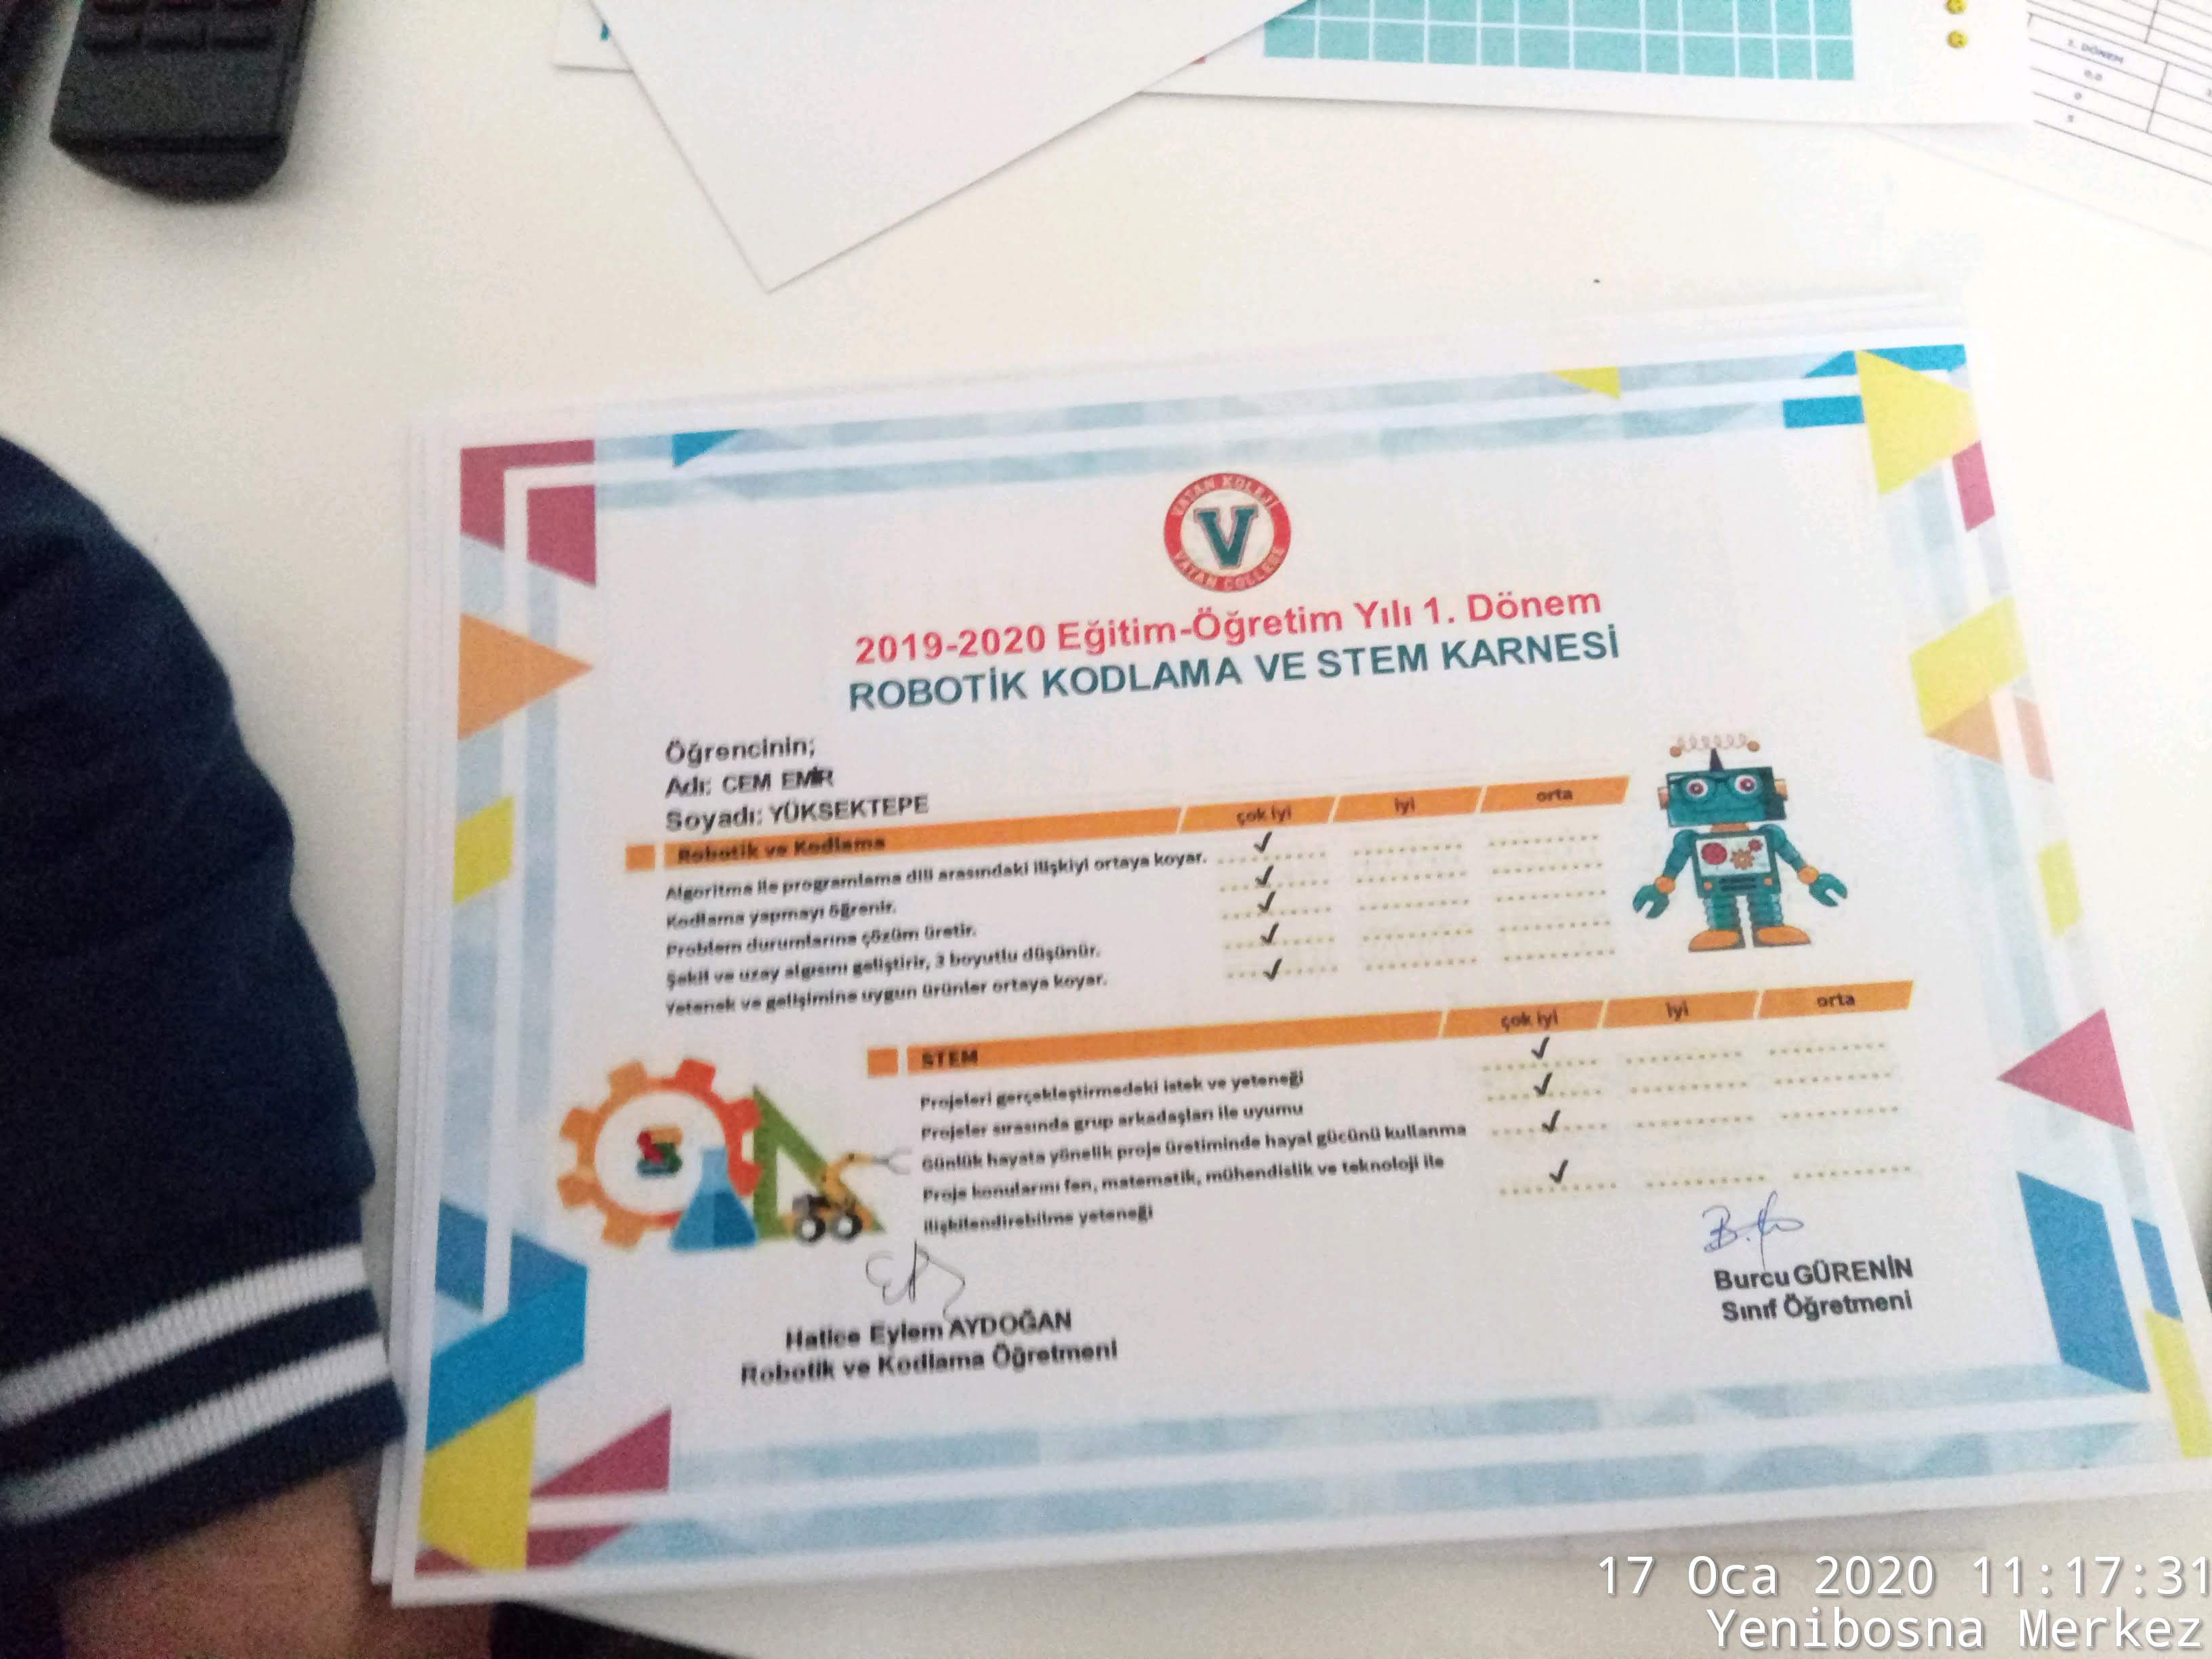 2. DÖNEM
VATAN KOLEJİ
V
VATAN COLLEGE
2019-2020 Eğitim-Öğretim Yılı 1. Dönem
ROBOTİK KODLAMA VE STEM KARNESİ
Öğrencinin;
Adı: CEM EMİR
Soyadı: YÜKSEKTEPE
Robotik ve Kodlama çok iyi iyi orta
Algoritma ile programlama dili arasındaki ilişkiyi ortaya koyar.
Kodlama yapmayı öğrenir.
Problem durumlarına çözüm üretir.
Şekil ve uzay algısını geliştirir, 3 boyutlu düşünür.
Yetenek ve gelişimine uygun ürünler ortaya koyar.
STEM çok iyi iyi orta
Projeleri gerçekleştirmedeki istek ve yeteneği
Projeler sırasında grup arkadaşları ile uyumu
Günlük hayata yönelik proje üretiminde hayal gücünü kullanma
Proje konularını fen, matematik, mühendislik ve teknoloji ile
ilişkilendirebilme yeteneği
Hatice Eylem AYDOĞAN
Robotik ve Kodlama Öğretmeni
Burcu GÜRENİN
Sınıf Öğretmeni
17 Oca 2020 11:17:31
Yenibosna Merkez